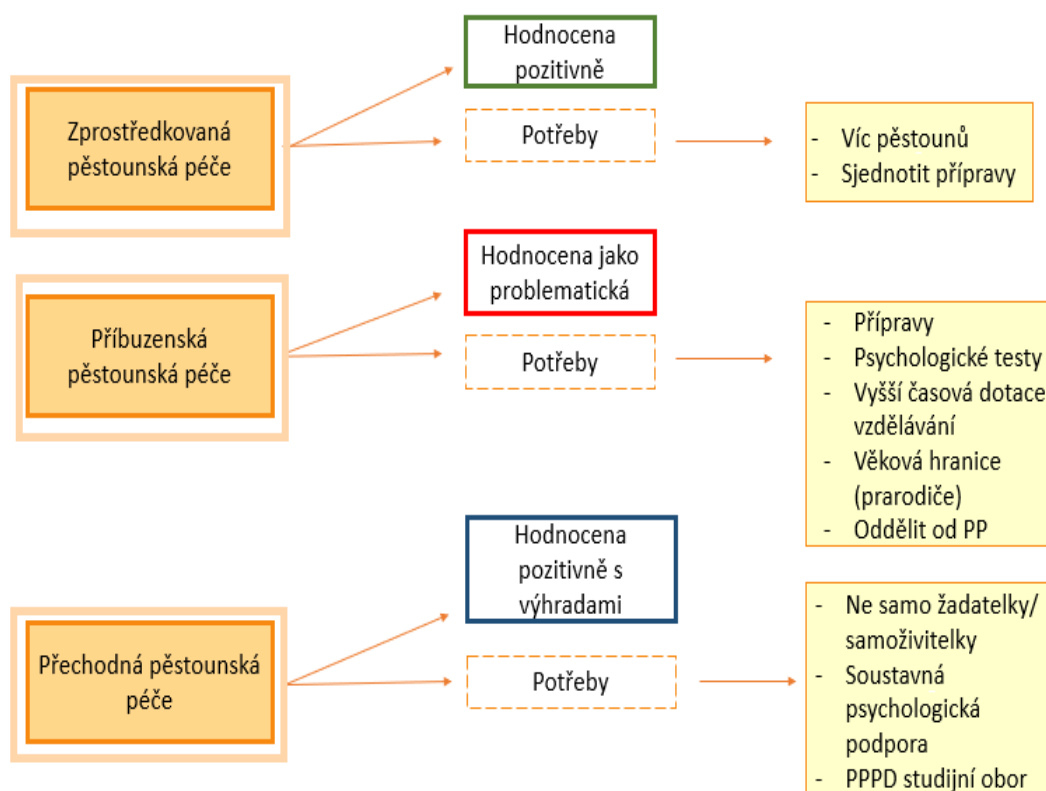 Zprostředkovaná
pěstounská péče
Hodnocena
pozitivně
Potřeby
- Víc pěstounů
- Sjednotit přípravy
Příbuzenská
pěstounská péče
Hodnocena jako
problematická
Potřeby
- Přípravy
- Psychologické testy
- Vyšší časová dotace
vzdělávání
- Věková hranice
(prarodiče)
- Oddělit od PP
Přechodná pěstounská
péče
Hodnocena
pozitivně s
výhradami
Potřeby
- Ne samo žadatelky/
samoživitelky
- Soustavná
psychologická
podpora
- PPPD studijní obor